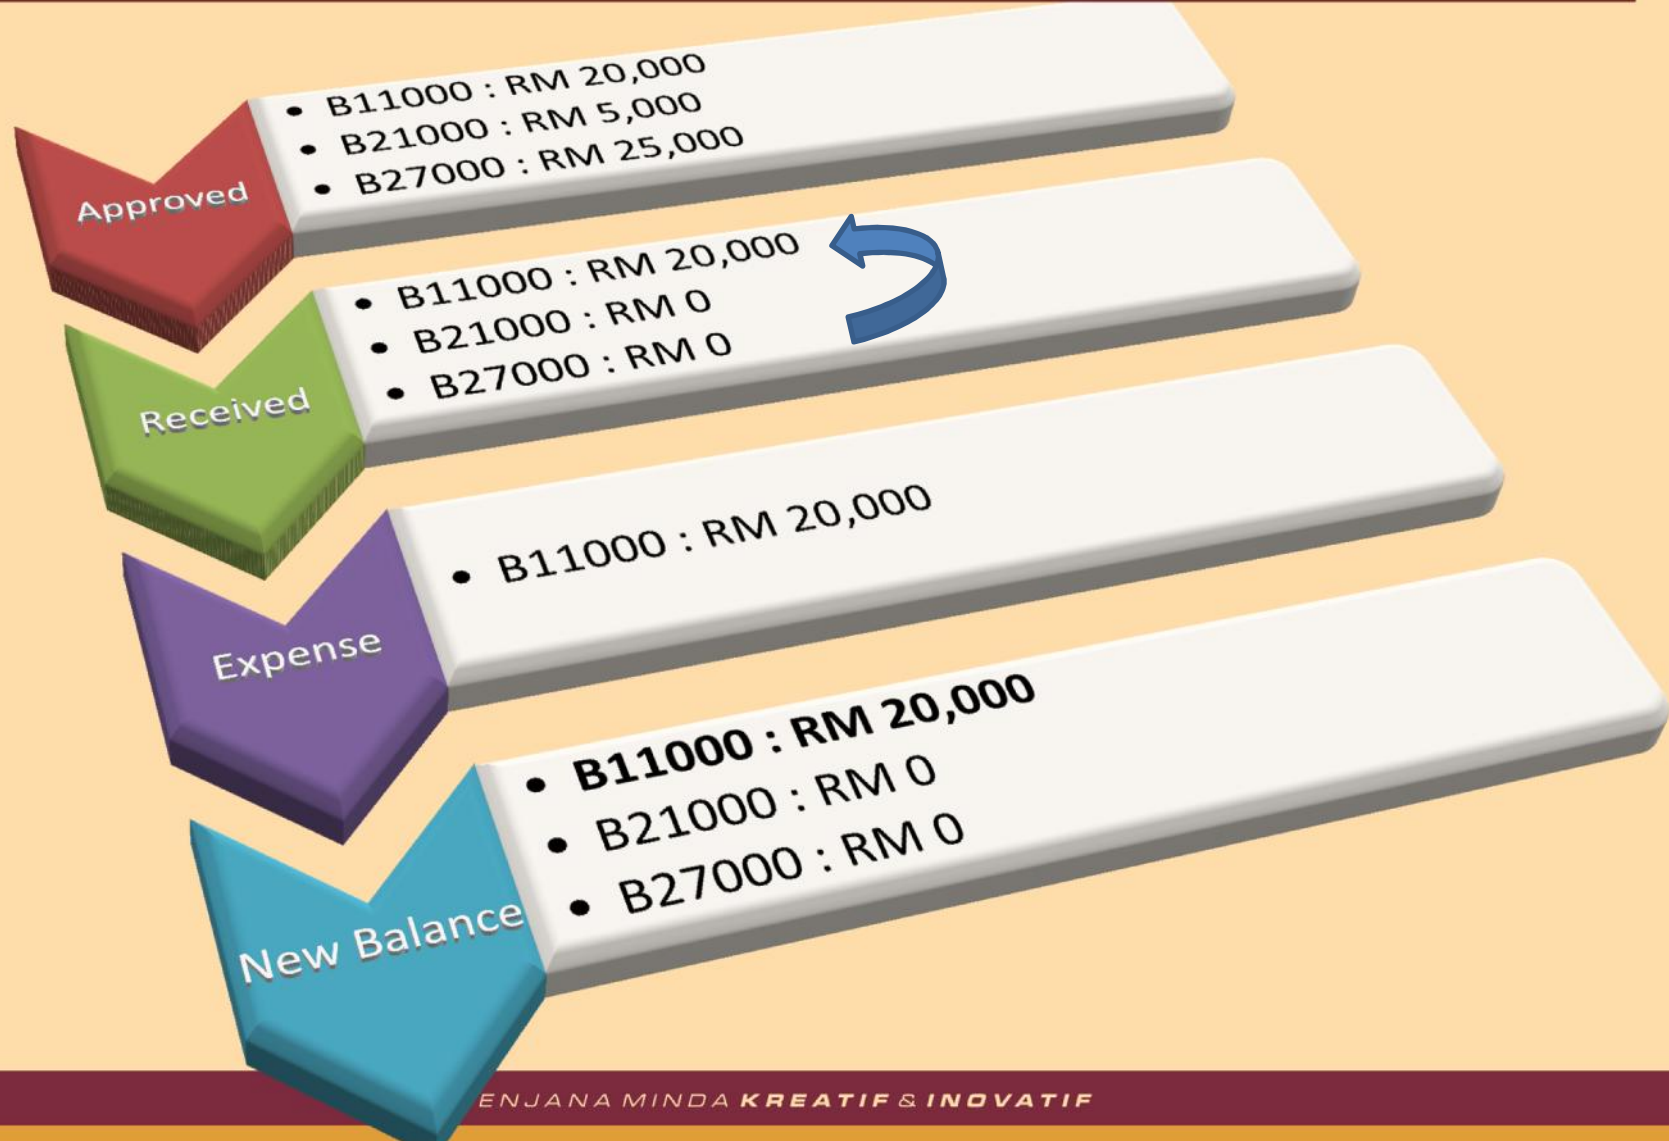 Approved
• B11000 : RM 20,000
• B21000 : RM 5,000
• B27000 : RM 25,000
Received
• B11000 : RM 20,000
• B21000 : RM 0
• B27000 : RM 0
Expense
• B11000 : RM 20,000
New Balance
• B11000 : RM 20,000
• B21000 : RM 0
• B27000 : RM 0
ENJANA MINDA KREATIF & INOVATIF